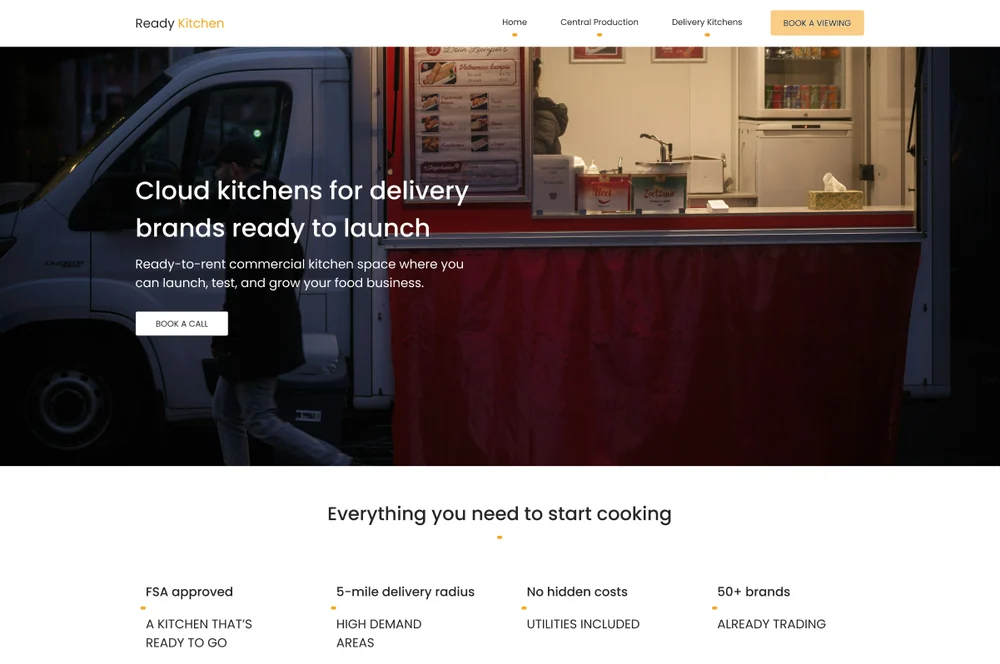 Ready Kitchen
Home
Central Production
Delivery Kitchens
BOOK A VIEWING
Cloud kitchens for delivery
brands ready to launch
Ready-to-rent commercial kitchen space where you
can launch, test, and grow your food business.
BOOK A CALL
Everything you need to start cooking
FSA approved
A KITCHEN THAT'S
READY TO GO
5-mile delivery radius
HIGH DEMAND
AREAS
No hidden costs
UTILITIES INCLUDED
50+ brands
ALREADY TRADING